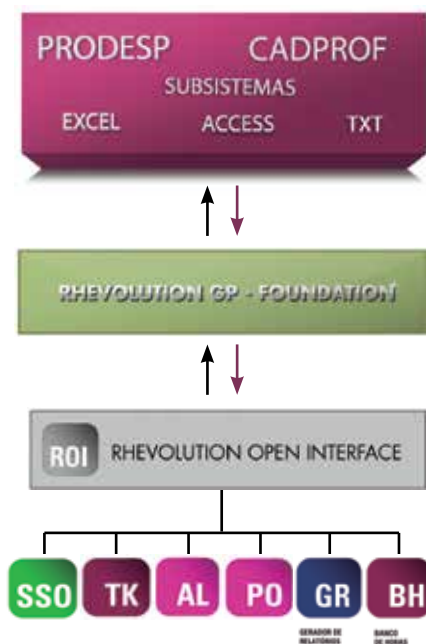 PRODESP CADPROF
SUBSISTEMAS
EXCEL ACCESS TXT
RHEVOLUTION GP - FOUNDATION
ROI RHEVOLUTION OPEN INTERFACE
SSO TK AL PO GR BH
GERADOR DE RELATÓRIOS
BANCO DE HORAS